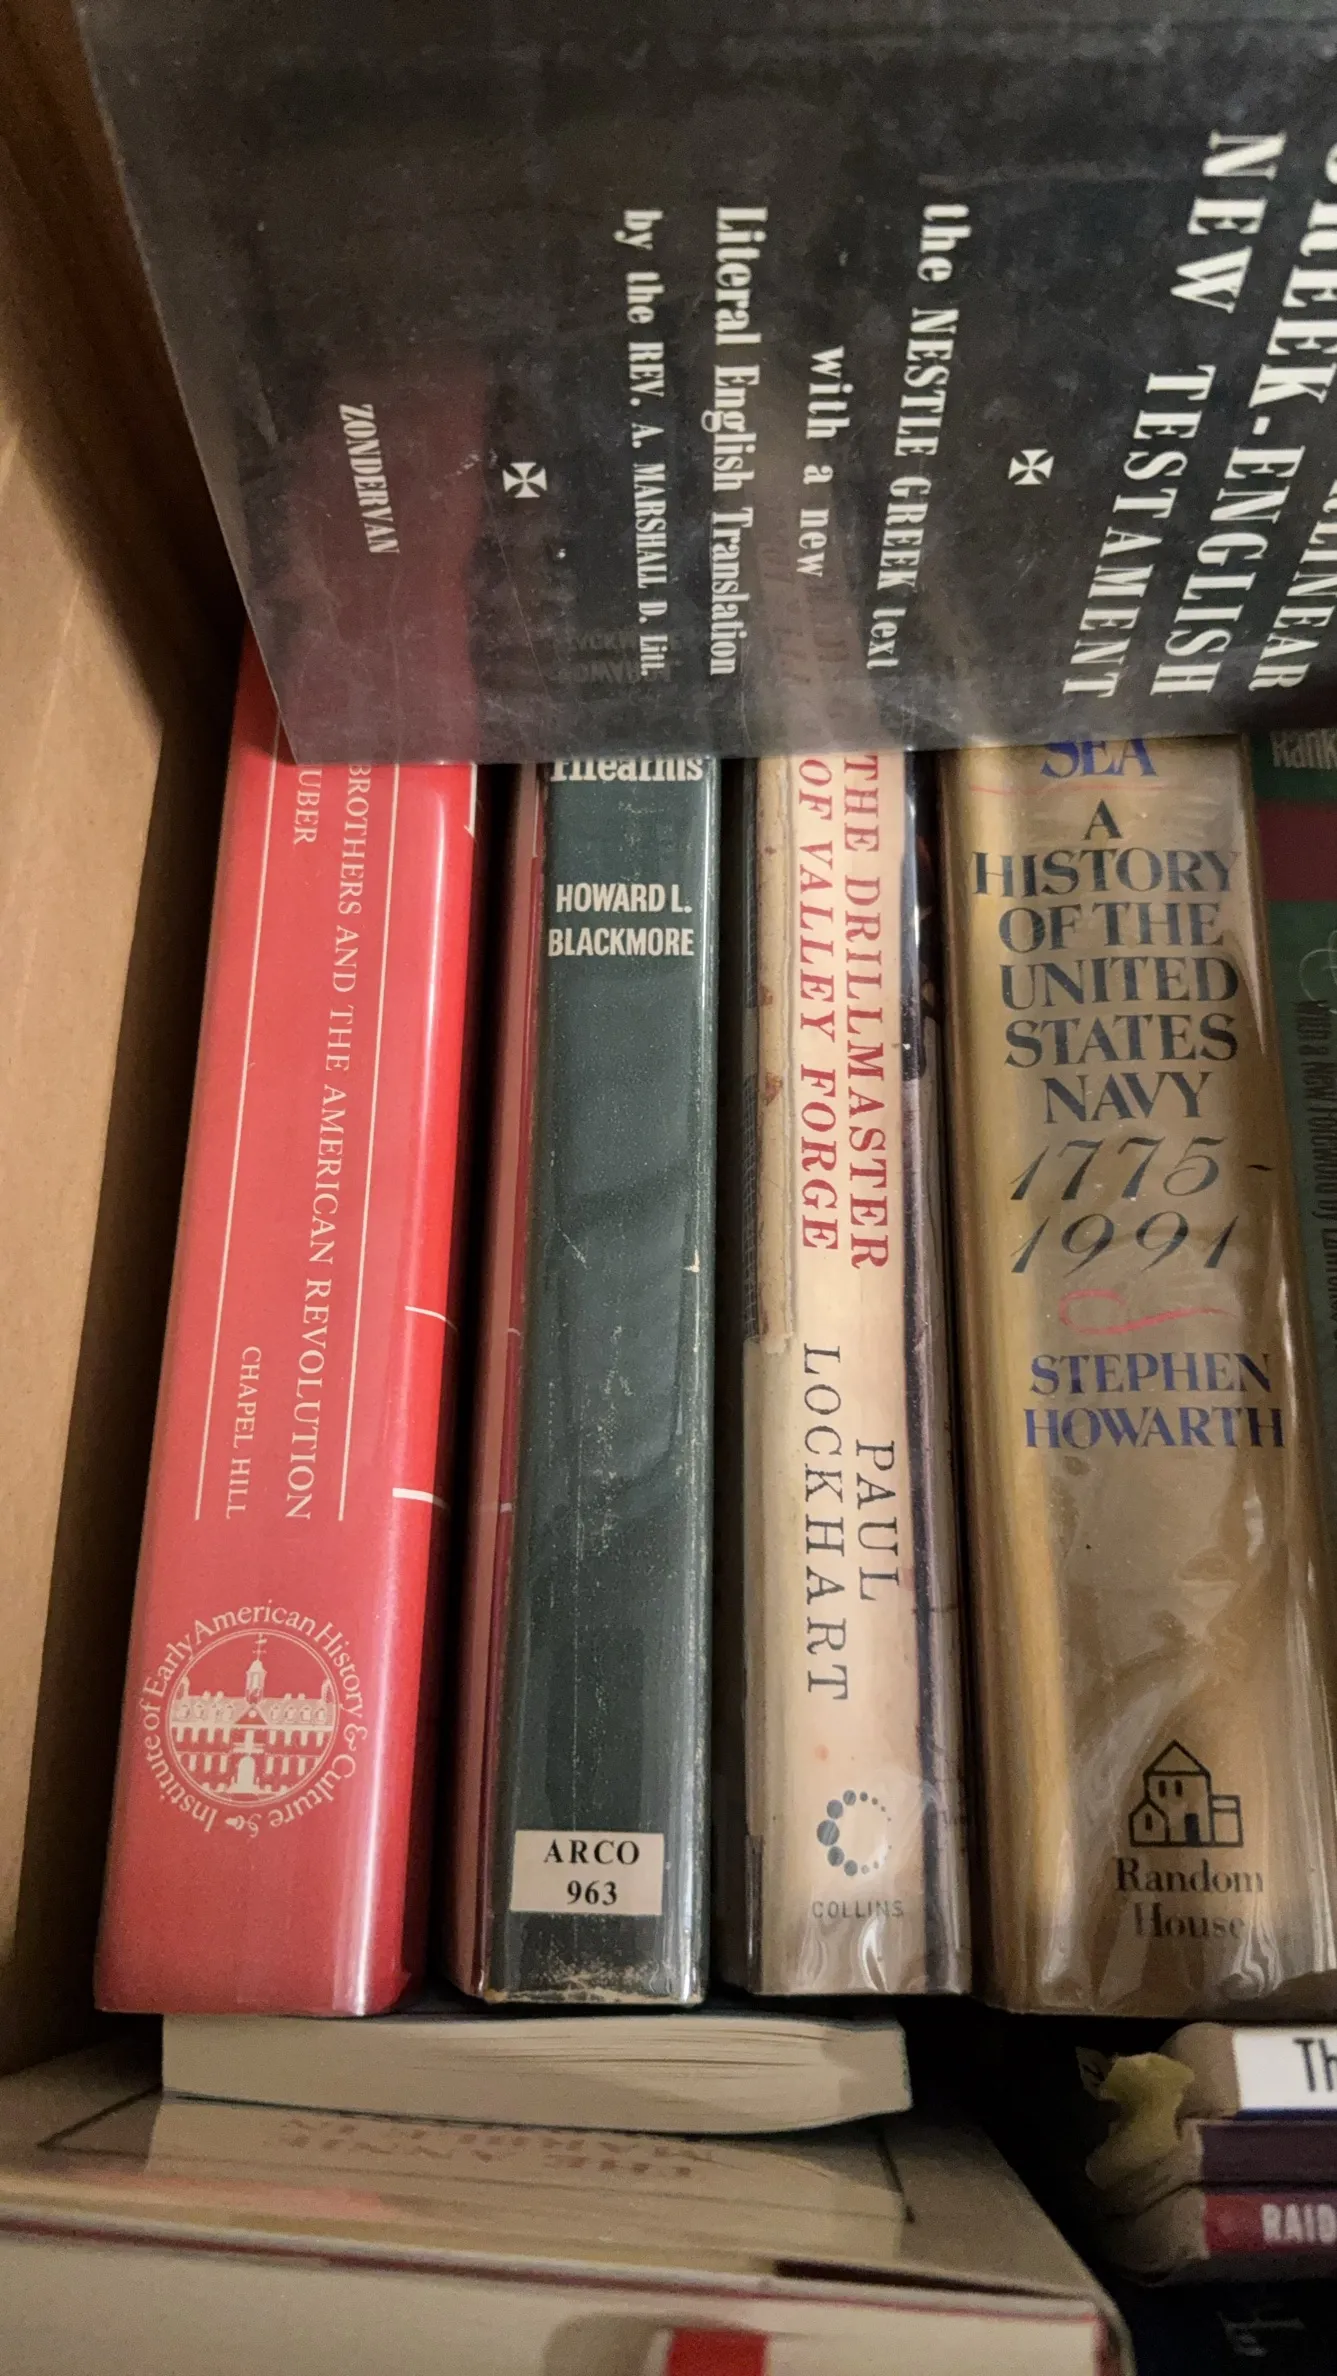 NEW TESTAMENT
the NESTLE GREEK text
with a new
Literal English Translation
by the REV. A. MARSHALL D. Litt.
ZONDERVAN
BROTHERS AND THE AMERICAN REVOLUTION
UBER
CHAPEL HILL
Institute of Early American History & Culture
Firearms
HOWARD L.
BLACKMORE
ARCO
963
THE DRILLMASTER
OF VALLEY FORGE
PAUL
LOCKHART
COLLINS
SEA
A
HISTORY
OF THE
UNITED
STATES
NAVY
1775-
1991
STEPHEN
HOWARTH
Random
House
Th
RAID